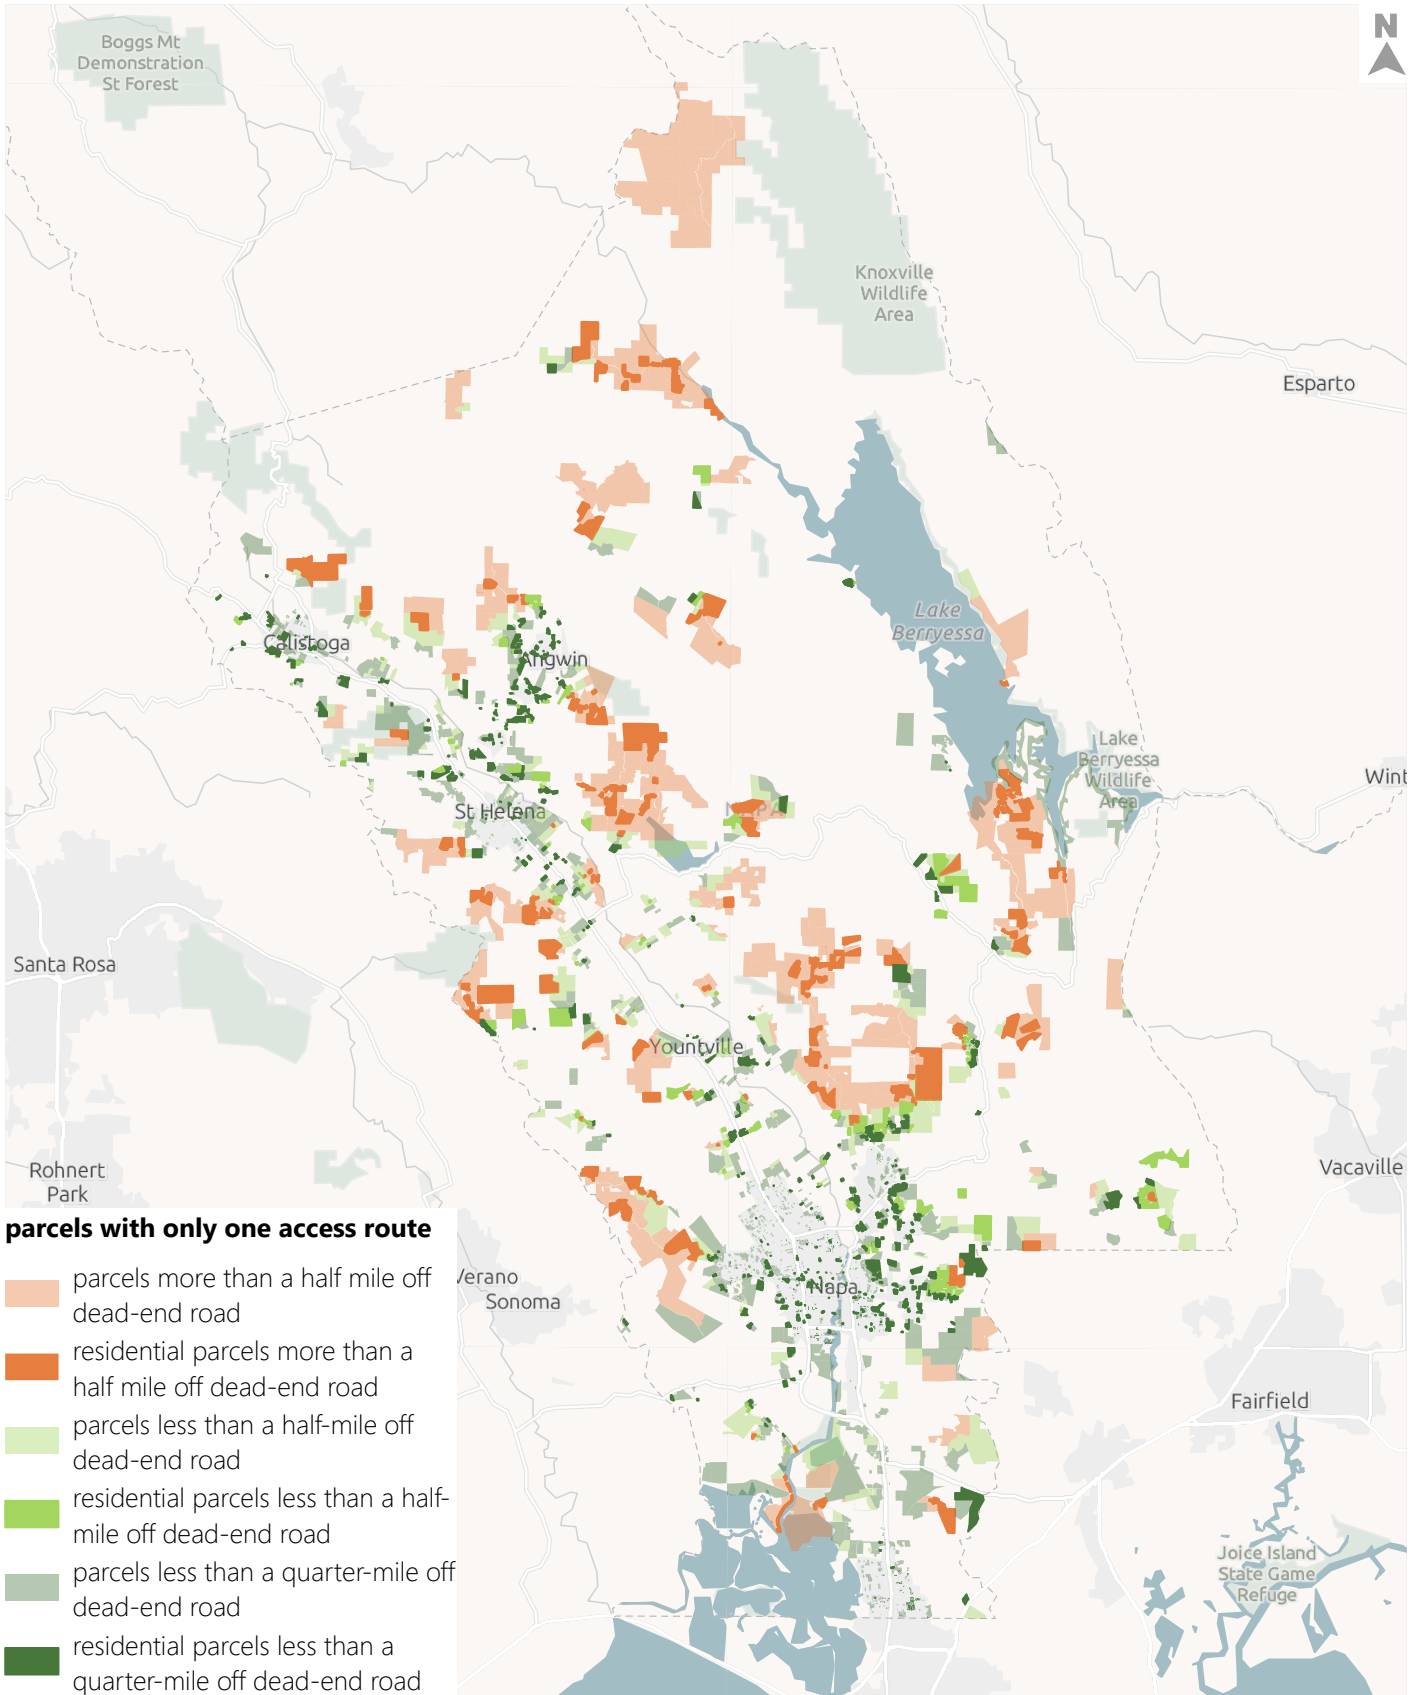 N
Boggs Mt
Demonstration
St Forest
Knoxville
Wildlife
Area
Esparto
Lake
Berryessa
Calistoga
Angwin
Lake
Berryessa
Wildlife
Area
Wint
St Helena
NAPA
Santa Rosa
Yountville
Rohnert
Park
Vacaville
parcels with only one access route
parcels more than a half mile off
dead-end road
residential parcels more than a
half mile off dead-end road
parcels less than a half-mile off
dead-end road
residential parcels less than a half-
mile off dead-end road
parcels less than a quarter-mile off
dead-end road
residential parcels less than a
quarter-mile off dead-end road
Verano
Sonoma
Napa
Fairfield
Joice Island
State Game
Refuge